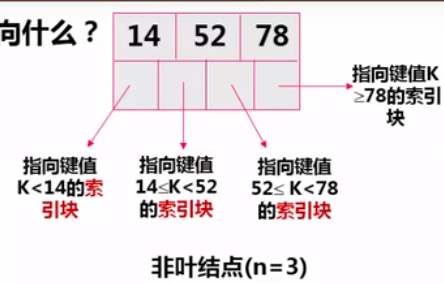 向什么？
14 52 78
指向键值K
≥78的索引
块
指向键值
K<14的索
引块
指向键值
14≤K<52
的索引块
指向键值
52≤ K<78
的索引块
非叶结点(n=3)